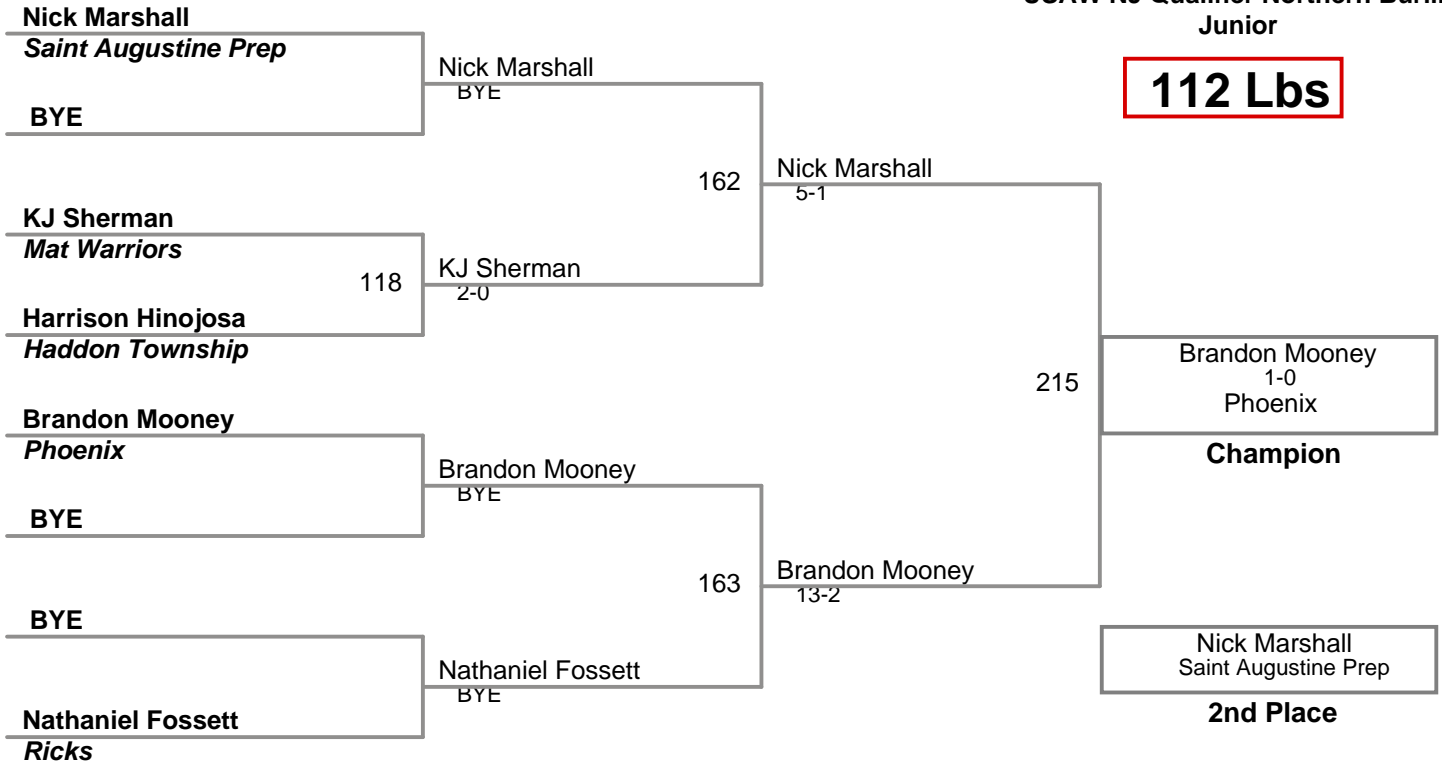 Junior
112 Lbs
Nick Marshall
Saint Augustine Prep
BYE
KJ Sherman
Mat Warriors
118
Harrison Hinojosa
Haddon Township
Brandon Mooney
Phoenix
BYE
BYE
Nathaniel Fossett
Ricks
Nick Marshall
BYE
162
KJ Sherman
2-0
Brandon Mooney
BYE
163
Nathaniel Fossett
BYE
Nick Marshall
5-1
215
Brandon Mooney
13-2
Brandon Mooney
1-0
Phoenix
Champion
Nick Marshall
Saint Augustine Prep
2nd Place